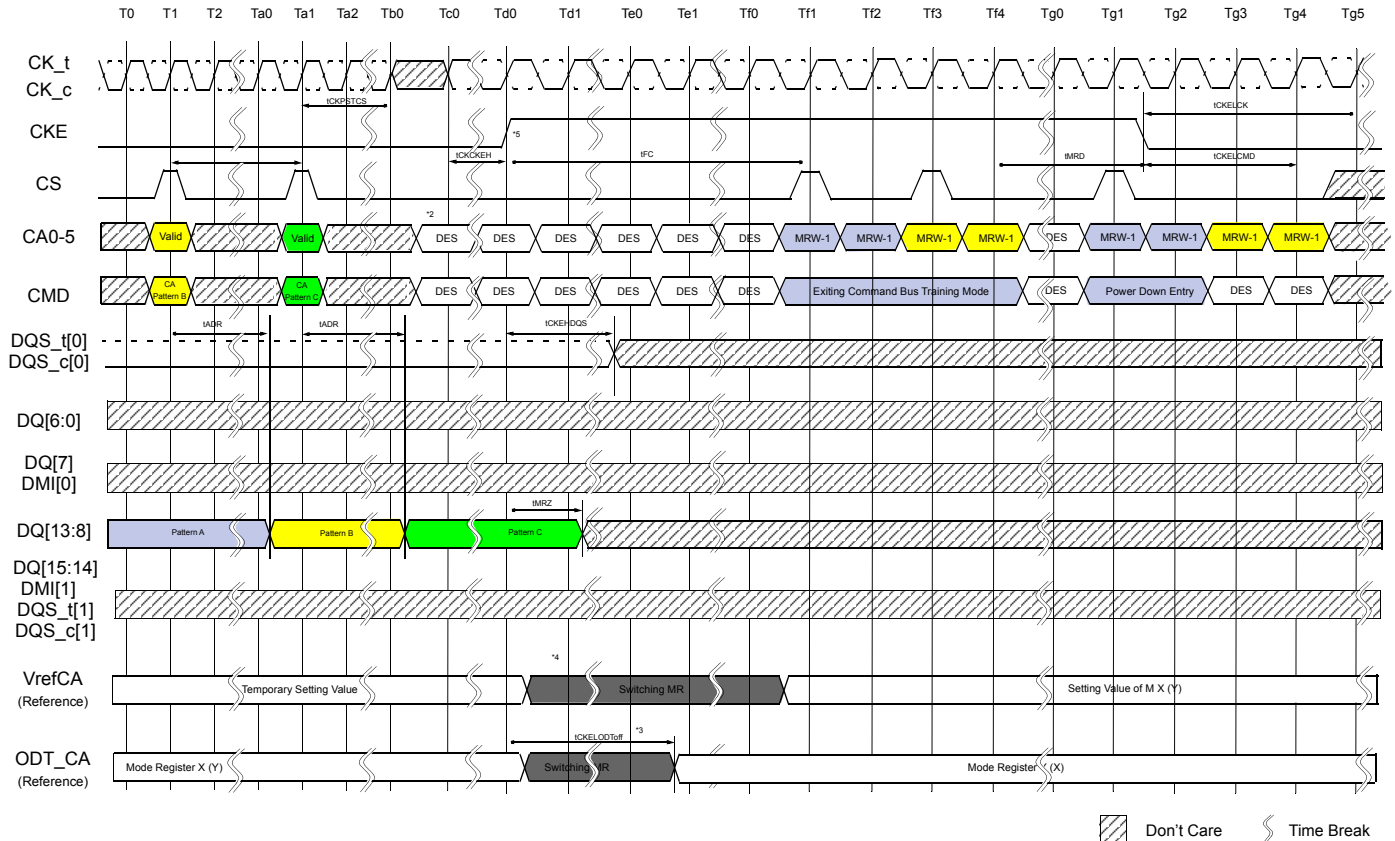 T0 T1 T2 Ta0 Ta1 Ta2 Tb0 Tc0 Td0 Td1 Te0 Te1 Tf0 Tf1 Tf2 Tf3 Tf4 Tg0 Tg1 Tg2 Tg3 Tg4 Tg5
CK_t
CK_c
tCKPSTCS tCKELCK
CKE
*5
tCKCKEH tFC tMRD tCKELCMD
CS
*2
CA0-5 Valid Valid DES DES DES DES DES DES MRW-1 MRW-1 MRW-1 MRW-1 DES MRW-1 MRW-1 MRW-1 MRW-1
CMD CA Pattern B CA Pattern C DES DES DES DES DES DES Exiting Command Bus Training Mode DES Power Down Entry DES DES
tADR tADR tCKEHDQS
DQS_t[0]
DQS_c[0]
DQ[6:0]
DQ[7]
DMI[0]
tMRZ
DQ[13:8] Pattern A Pattern B Pattern C
DQ[15:14]
DMI[1]
DQS_t[1]
DQS_c[1]
*4
VrefCA Temporary Setting Value Switching MR Setting Value of M X (Y)
(Reference)
tCKELODToff *3
ODT_CA Mode Register X (Y) Switching MR Mode Register (X)
(Reference)
Don't Care Time Break